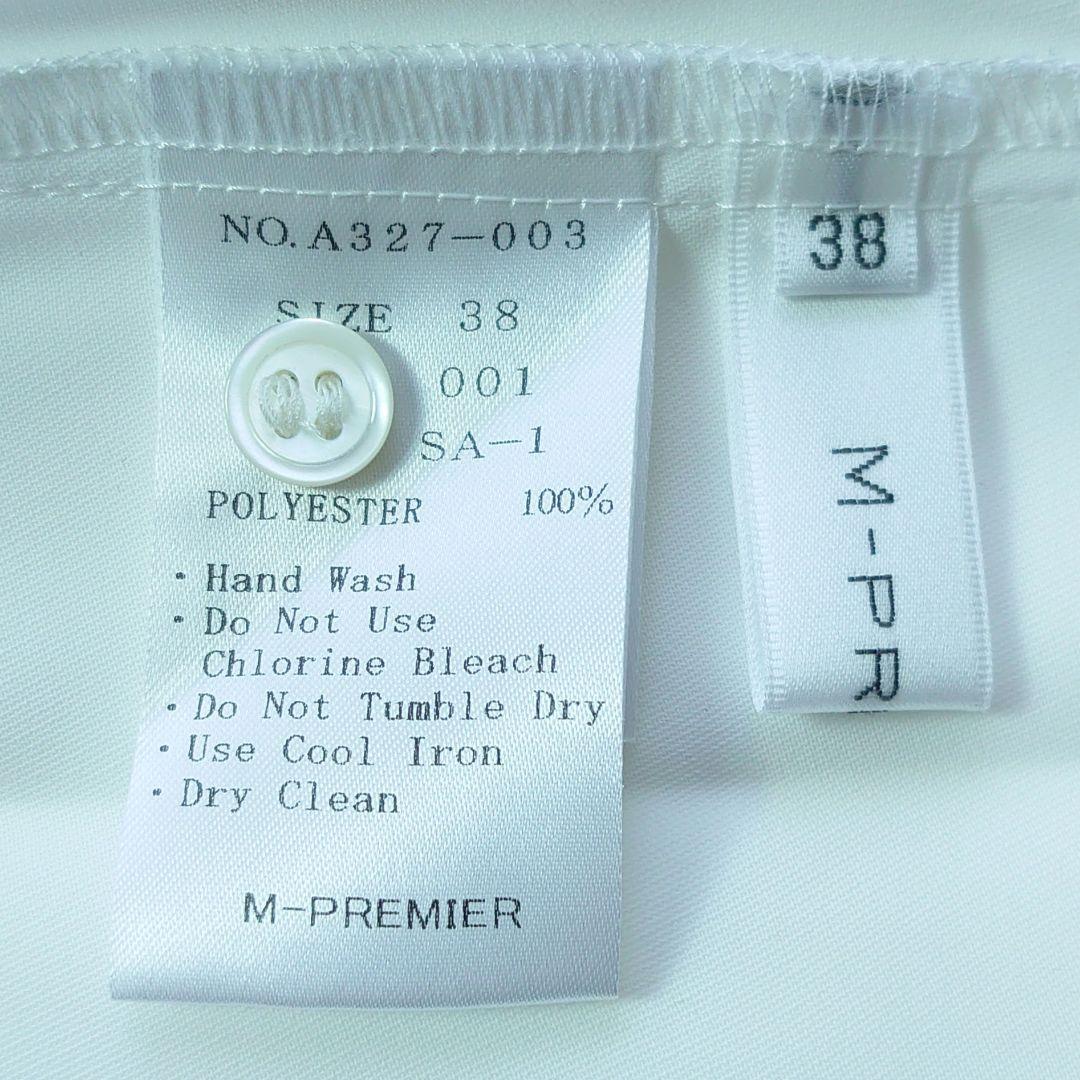 NO.A327-003
SIZE 38
001
SA-1
POLYESTER 100%
・Hand Wash
・Do Not Use
Chlorine Bleach
・Do Not Tumble Dry
・Use Cool Iron
・Dry Clean
M-PREMIER
38
M-PR